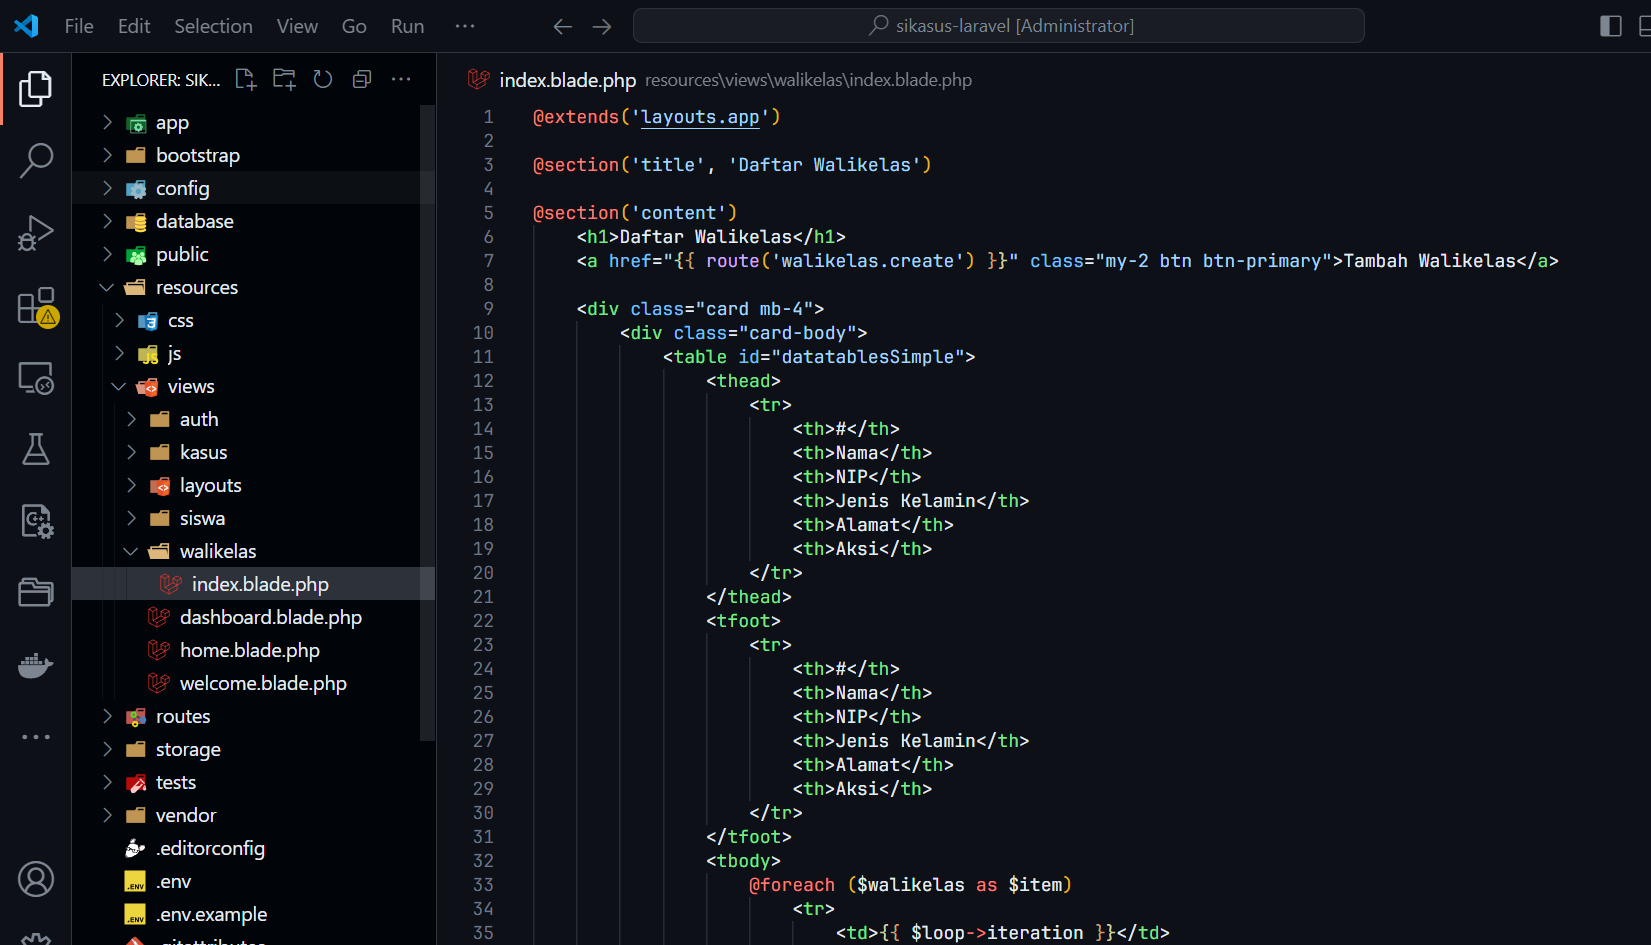 File Edit Selection View Go Run
sikasus-laravel [Administrator]
EXPLORER: SIK...
app
bootstrap
config
database
public
resources
css
js
views
auth
kasus
layouts
siswa
walikelas
index.blade.php
dashboard.blade.php
home.blade.php
welcome.blade.php
routes
storage
tests
vendor
.editorconfig
.env
.env.example
.gitattributes
index.blade.php resources\views\walikelas\index.blade.php
1 @extends('layouts.app')
2
3 @section('title', 'Daftar Walikelas')
4
5 @section('content')
6 <h1>Daftar Walikelas</h1>
7 <a href="{{ route('walikelas.create') }}" class="my-2 btn btn-primary">Tambah Walikelas</a>
8
9 <div class="card mb-4">
10 <div class="card-body">
11 <table id="datatablesSimple">
12 <thead>
13 <tr>
14 <th>#</th>
15 <th>Nama</th>
16 <th>NIP</th>
17 <th>Jenis Kelamin</th>
18 <th>Alamat</th>
19 <th>Aksi</th>
20 </tr>
21 </thead>
22 <tfoot>
23 <tr>
24 <th>#</th>
25 <th>Nama</th>
26 <th>NIP</th>
27 <th>Jenis Kelamin</th>
28 <th>Alamat</th>
29 <th>Aksi</th>
30 </tr>
31 </tfoot>
32 <tbody>
33 @foreach ($walikelas as $item)
34 <tr>
35 <td>{{ $loop->iteration }}</td>